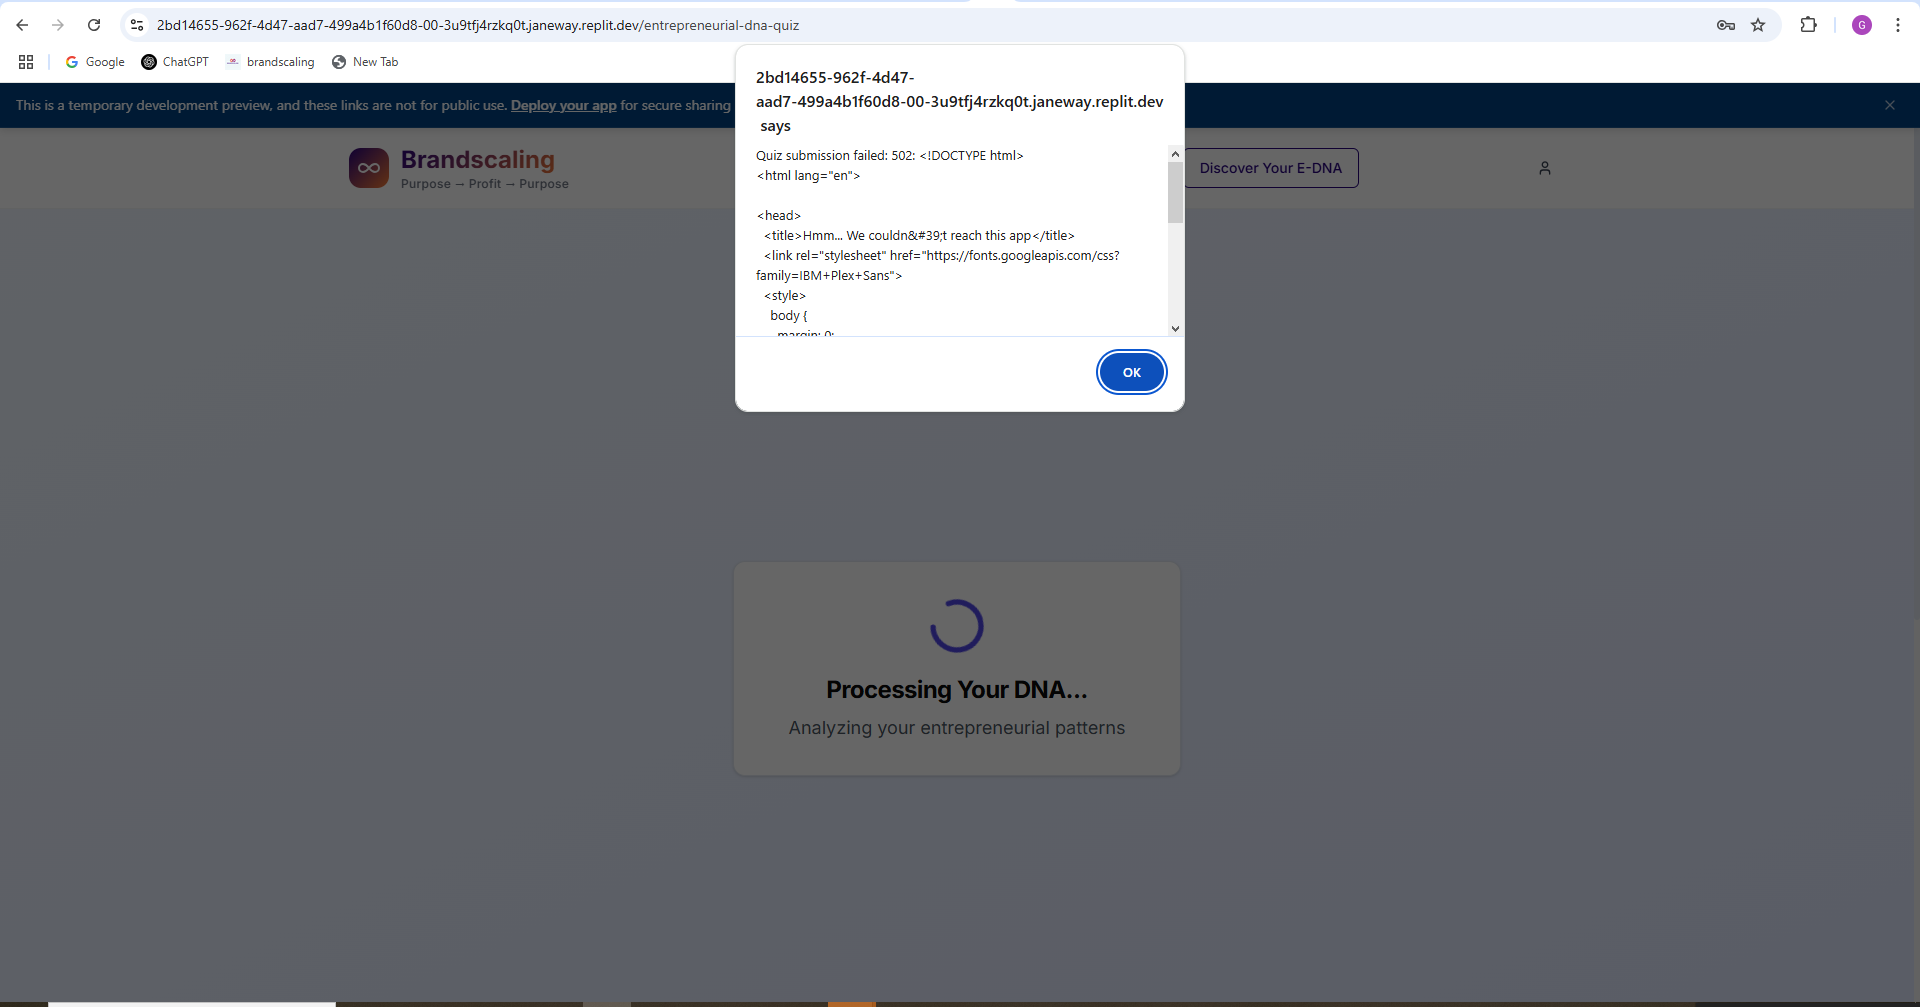 2bd14655-962f-4d47-aad7-499a4b1f60d8-00-3u9tfj4rzkq0t.janeway.replit.dev/entrepreneurial-dna-quiz
G
Google
ChatGPT
brandscaling
New Tab
This is a temporary development preview, and these links are not for public use. Deploy your app for secure sharing
2bd14655-962f-4d47-
aad7-499a4b1f60d8-00-3u9tfj4rzkq0t.janeway.replit.dev
says
Quiz submission failed: 502: <!DOCTYPE html>
<html lang="en">
<head>
<title>Hmm... We couldn&#39;t reach this app</title>
<link rel="stylesheet" href="https://fonts.googleapis.com/css?
family=IBM+Plex+Sans">
<style>
body {
margin: 0;
OK
Brandscaling
Purpose → Profit → Purpose
Discover Your E-DNA
Processing Your DNA...
Analyzing your entrepreneurial patterns